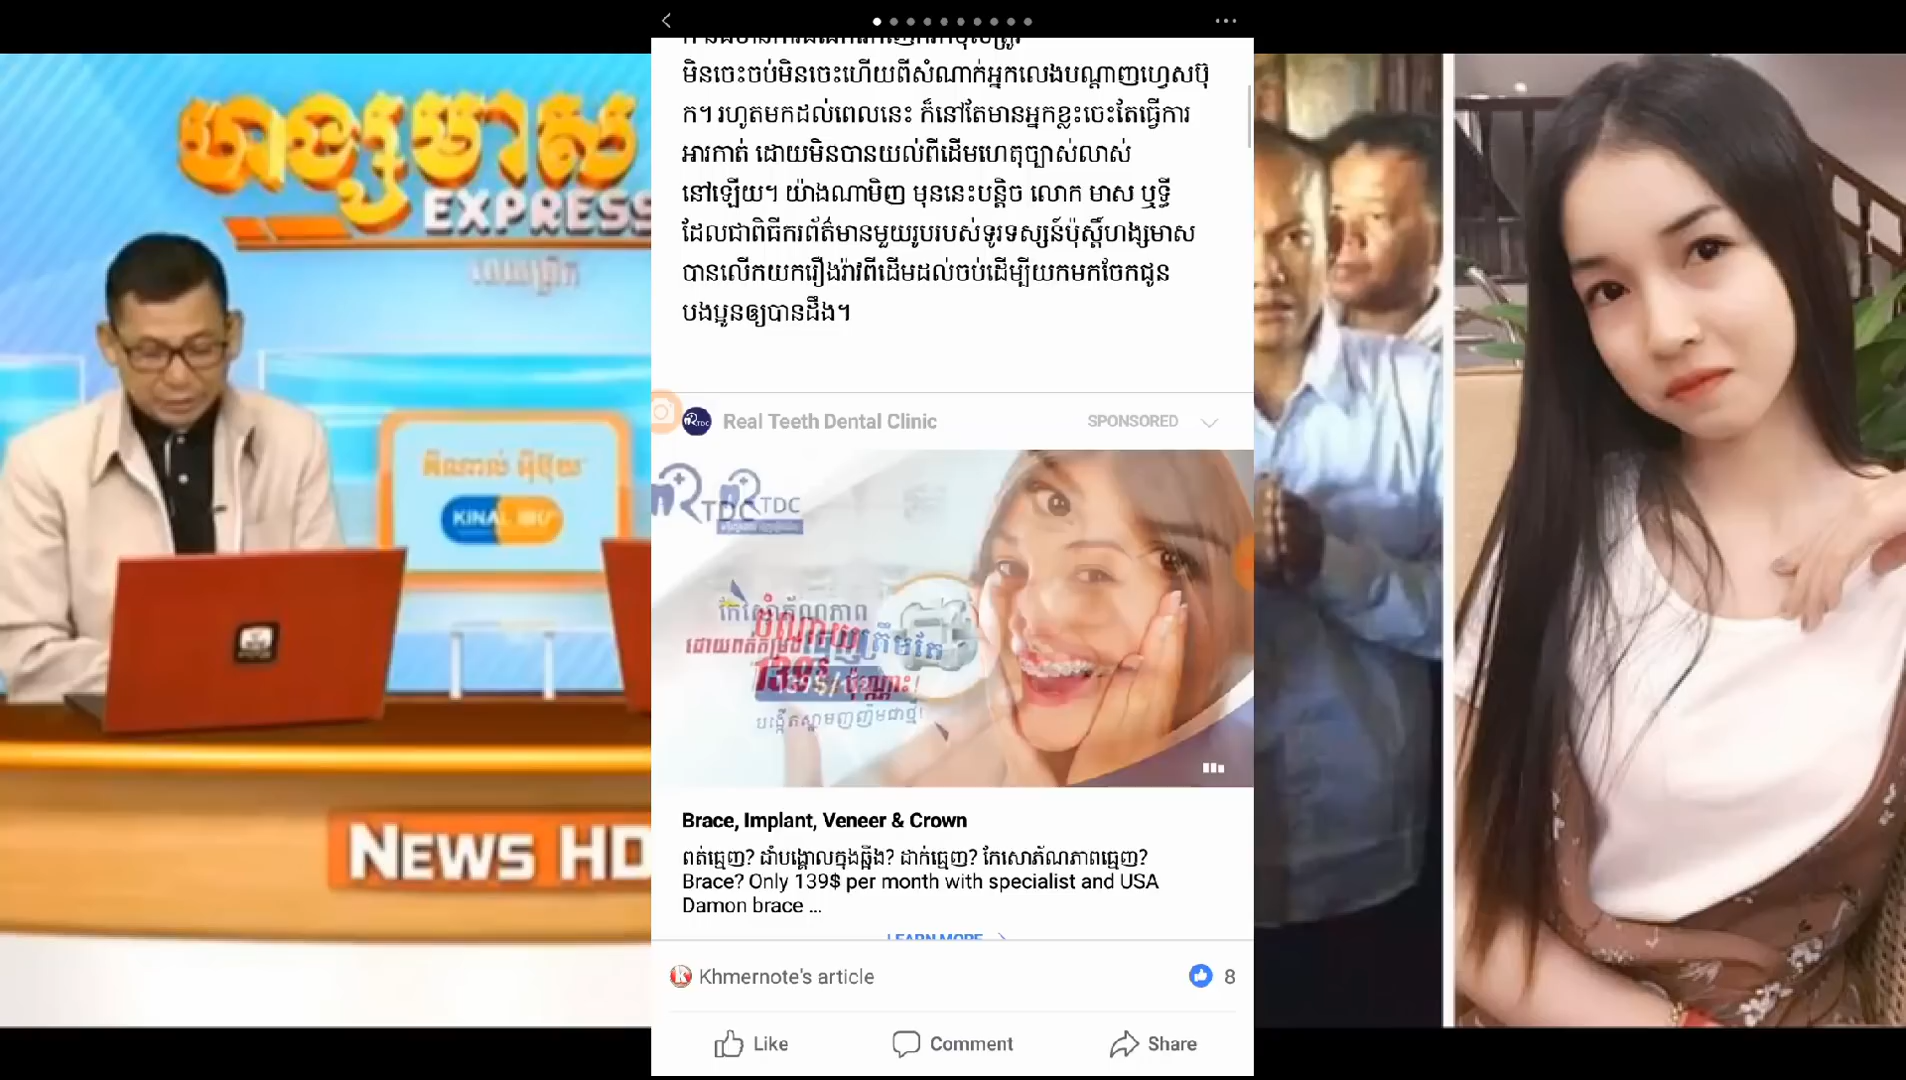 ហង្សមាស
EXPRESS
KINAL IBU
NEWS HD
មិនចេះចប់មិនចេះហើយពីសំណាក់អ្នកលេងបណ្តាញហ្វេសប៊ុ
ក។ រហូតមកដល់ពេលនេះ ក៏នៅតែមានអ្នកខ្លះចេះតែធ្វើការ
អារកាត់ ដោយមិនបានយល់ពីដើមហេតុច្បាស់លាស់
នៅឡើយ។ យ៉ាងណាមិញ មុននេះបន្តិច លោក មាស ឬទ្ធី
ដែលជាពិធីករព័ត៌មានមួយរូបរបស់ទូរទស្សន៍ប៉ុស្តិ៍ហង្សមាស
បានលើកយករឿងរ៉ាវពីដើមដល់ចប់ដើម្បីយកមកចែកជូន
បងប្អូនឲ្យបានដឹង។
Real Teeth Dental Clinic
SPONSORED
TDC
TDC
Brace, Implant, Veneer & Crown
ពត់ធ្មេញ? ដាំបង្គោលក្នុងឆ្អឹង? ដាក់ធ្មេញ? កែសោភ័ណភាពធ្មេញ?
Brace? Only 139$ per month with specialist and USA
Damon brace ...
LEARN MORE
Khmernote's article
8
Like
Comment
Share